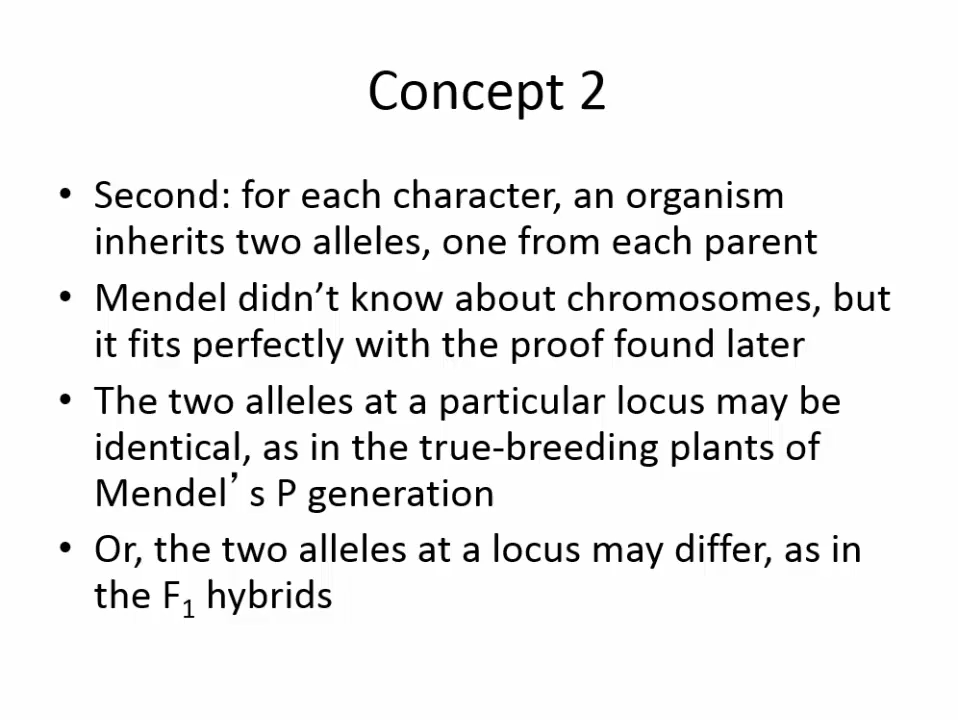 Concept 2
• Second: for each character, an organism
inherits two alleles, one from each parent
• Mendel didn’t know about chromosomes, but
it fits perfectly with the proof found later
• The two alleles at a particular locus may be
identical, as in the true-breeding plants of
Mendel’s P generation
• Or, the two alleles at a locus may differ, as in
the F₁ hybrids